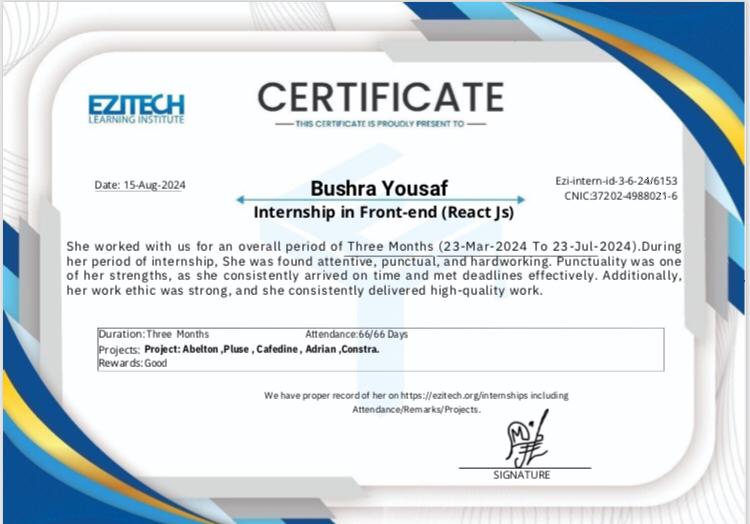 EZITECH
LEARNING INSTITUTE
CERTIFICATE
THIS CERTIFICATE IS PROUDLY PRESENT TO
Date: 15-Aug-2024
Ezi-intern-id-3-6-24/6153
CNIC:37202-4988021-6
Bushra Yousaf
Internship in Front-end (React Js)
She worked with us for an overall period of Three Months (23-Mar-2024 To 23-Jul-2024).During
her period of internship, She was found attentive, punctual, and hardworking. Punctuality was one
of her strengths, as she consistently arrived on time and met deadlines effectively. Additionally,
her work ethic was strong, and she consistently delivered high-quality work.
Duration:Three Months Attendance:66/66 Days
Projects: Project: Abelton ,Pluse , Cafedine , Adrian ,Constra.
Rewards:Good
We have proper record of her on https://ezitech.org/internships including
Attendance/Remarks/Projects.
SIGNATURE